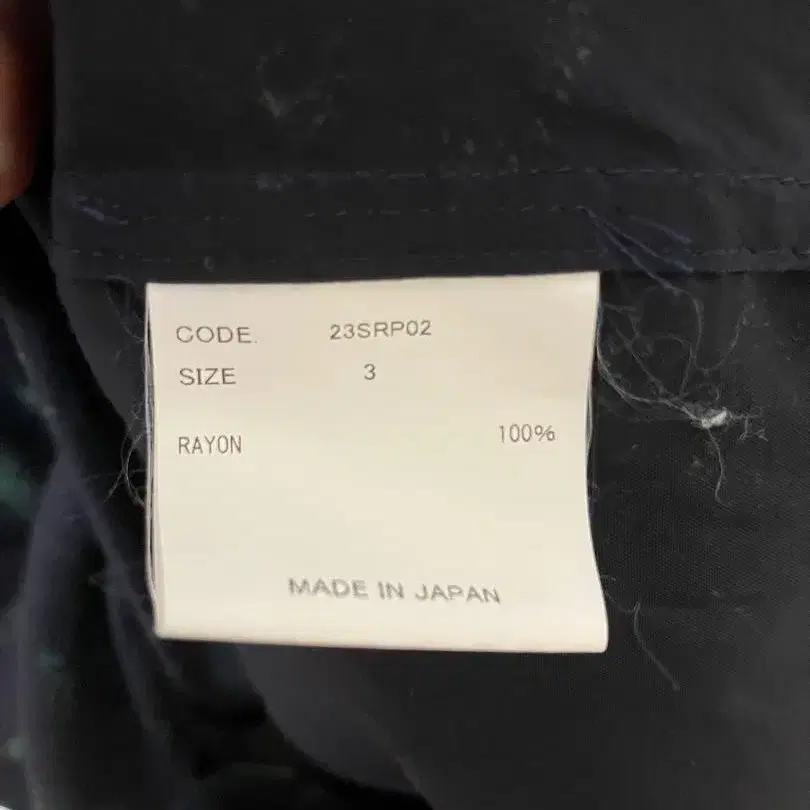 CODE. 23SRP02
SIZE 3
RAYON 100%
MADE IN JAPAN